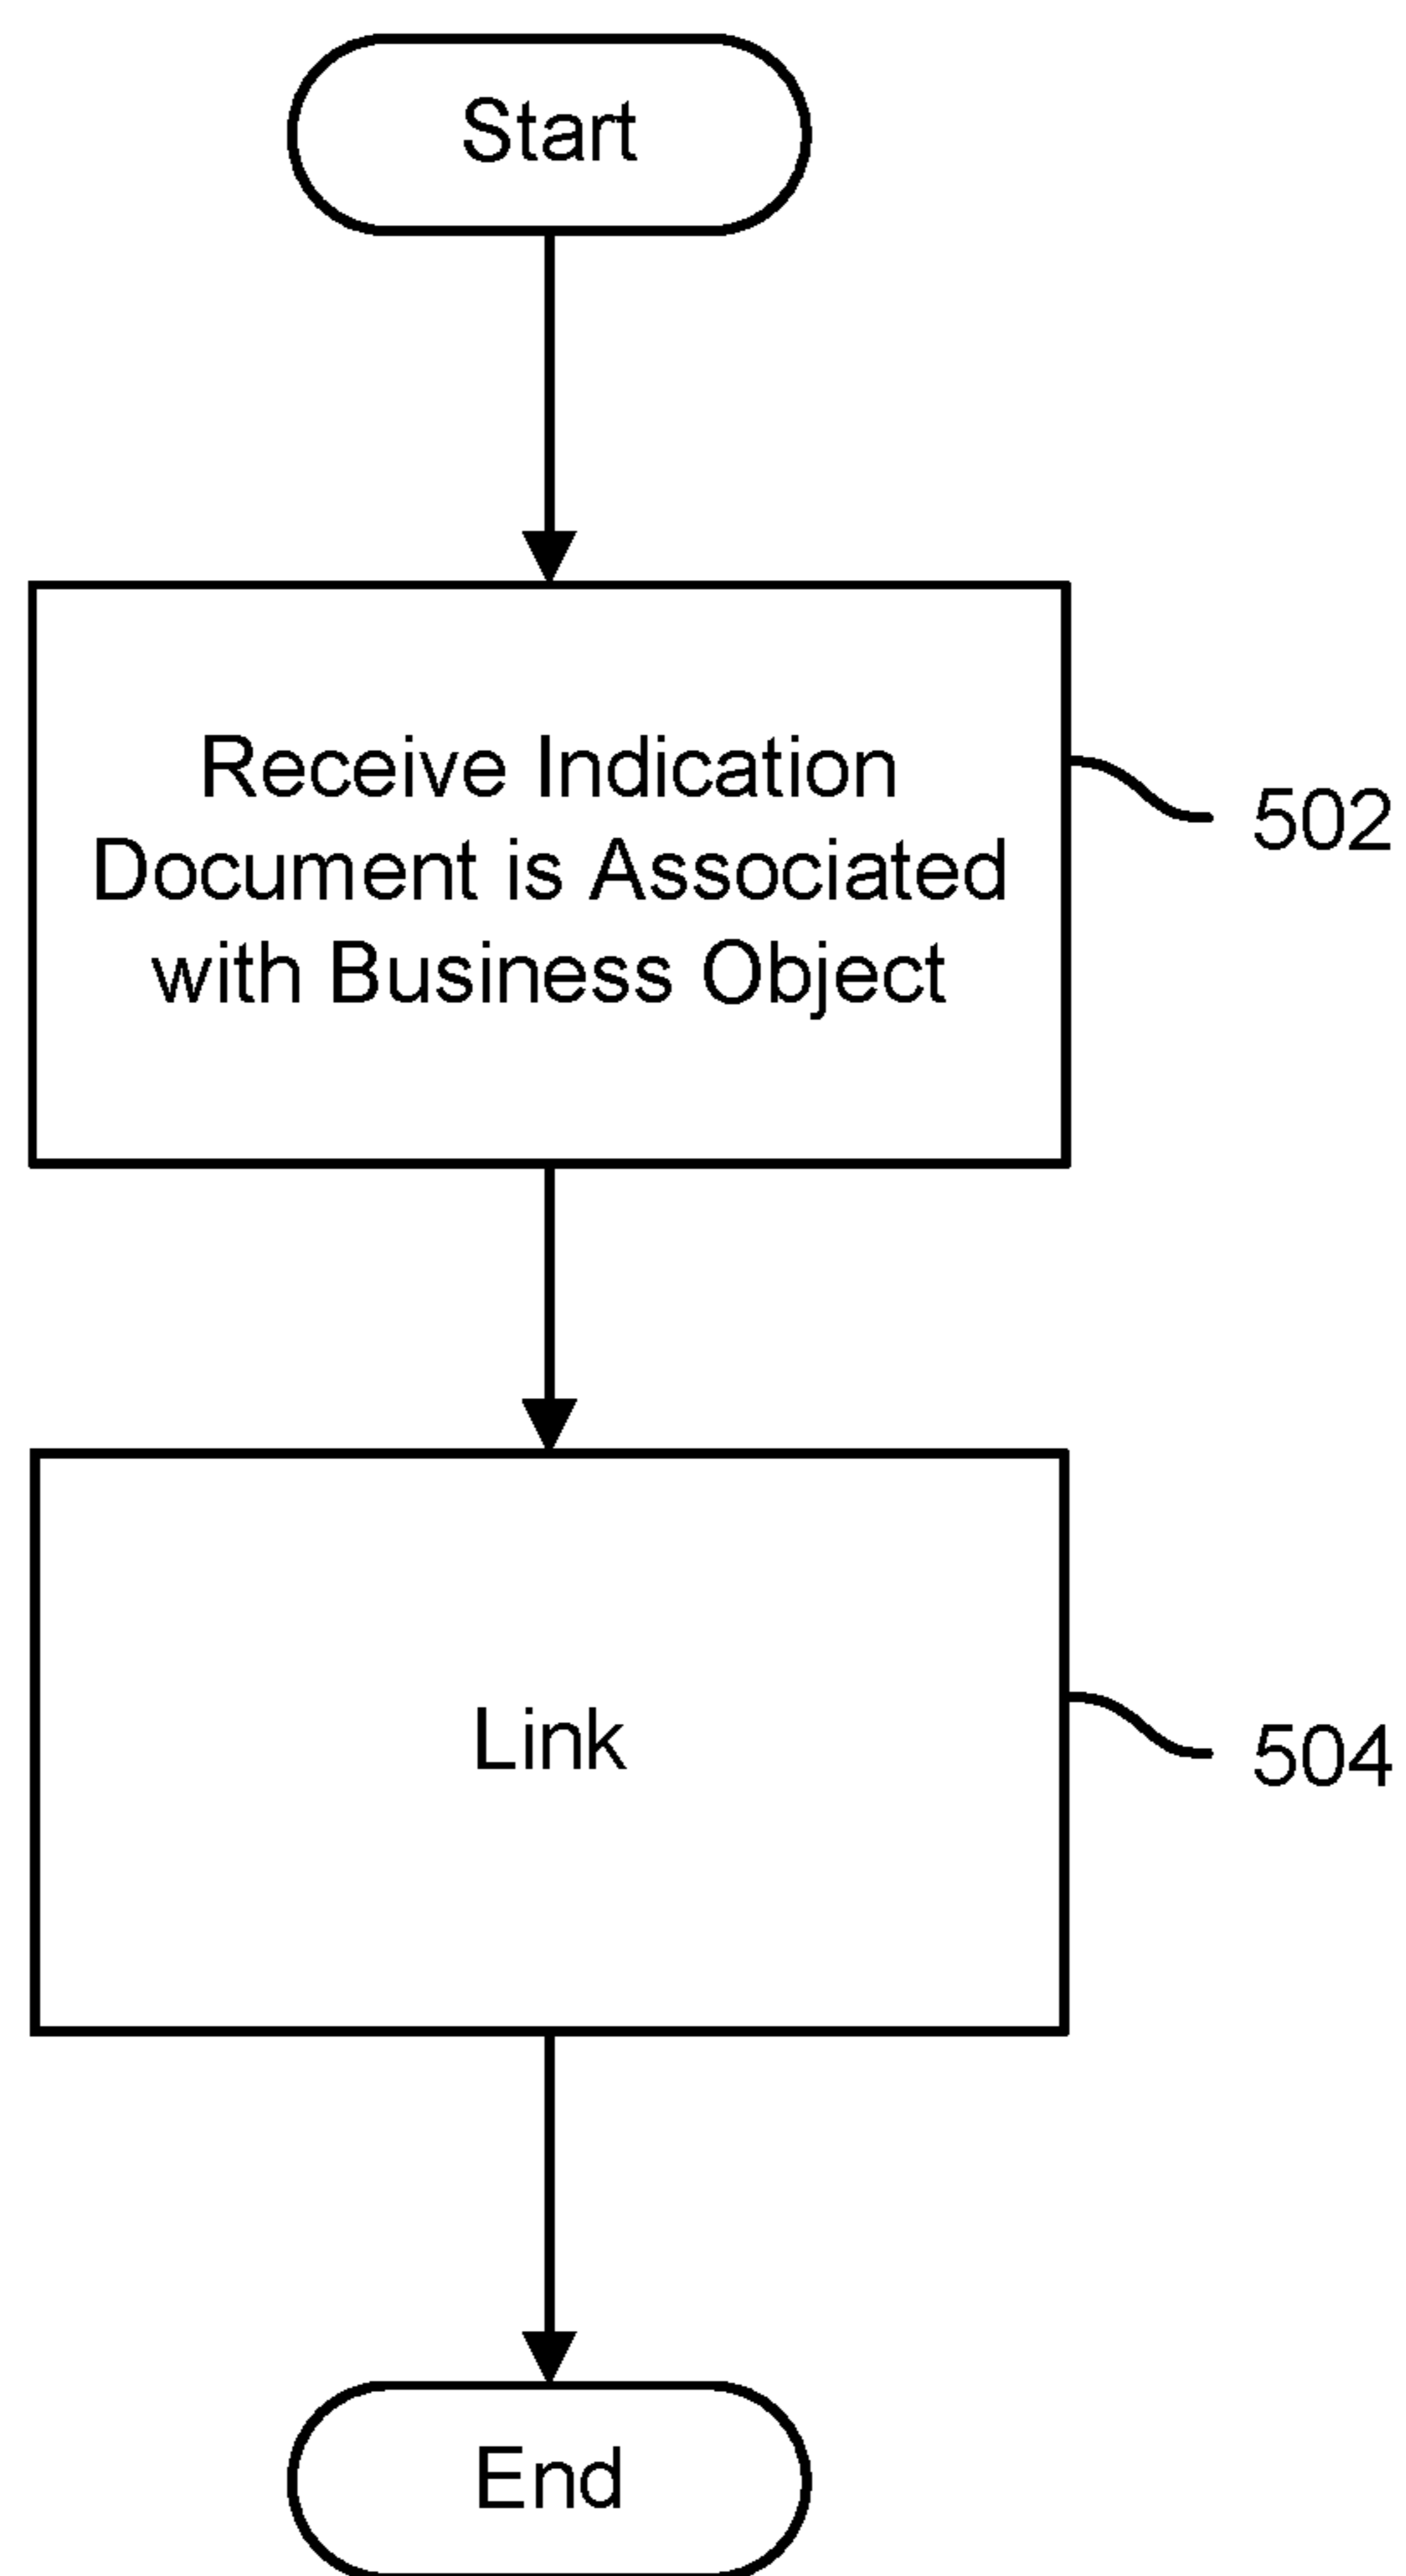 Start
Receive Indication
Document is Associated
with Business Object
502
Link
504
End